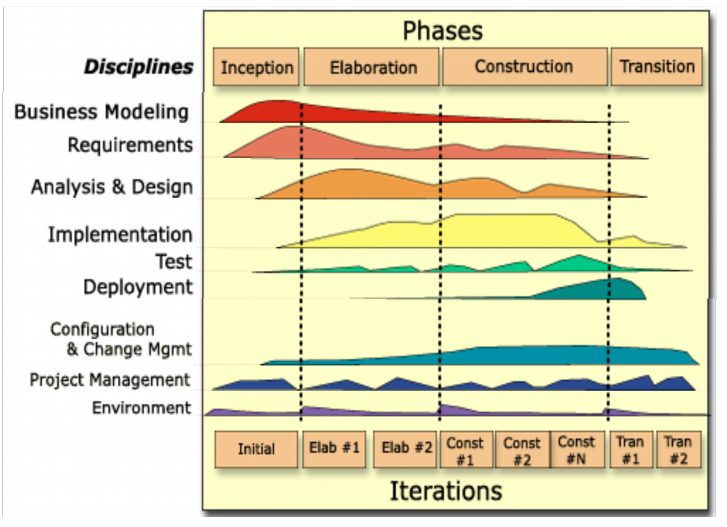 Phases
Disciplines
Inception
Elaboration
Construction
Transition
Business Modeling
Requirements
Analysis & Design
Implementation
Test
Deployment
Configuration
& Change Mgmt
Project Management
Environment
Initial
Elab #1
Elab #2
Const
#1
Const
#2
Const
#N
Tran
#1
Tran
#2
Iterations